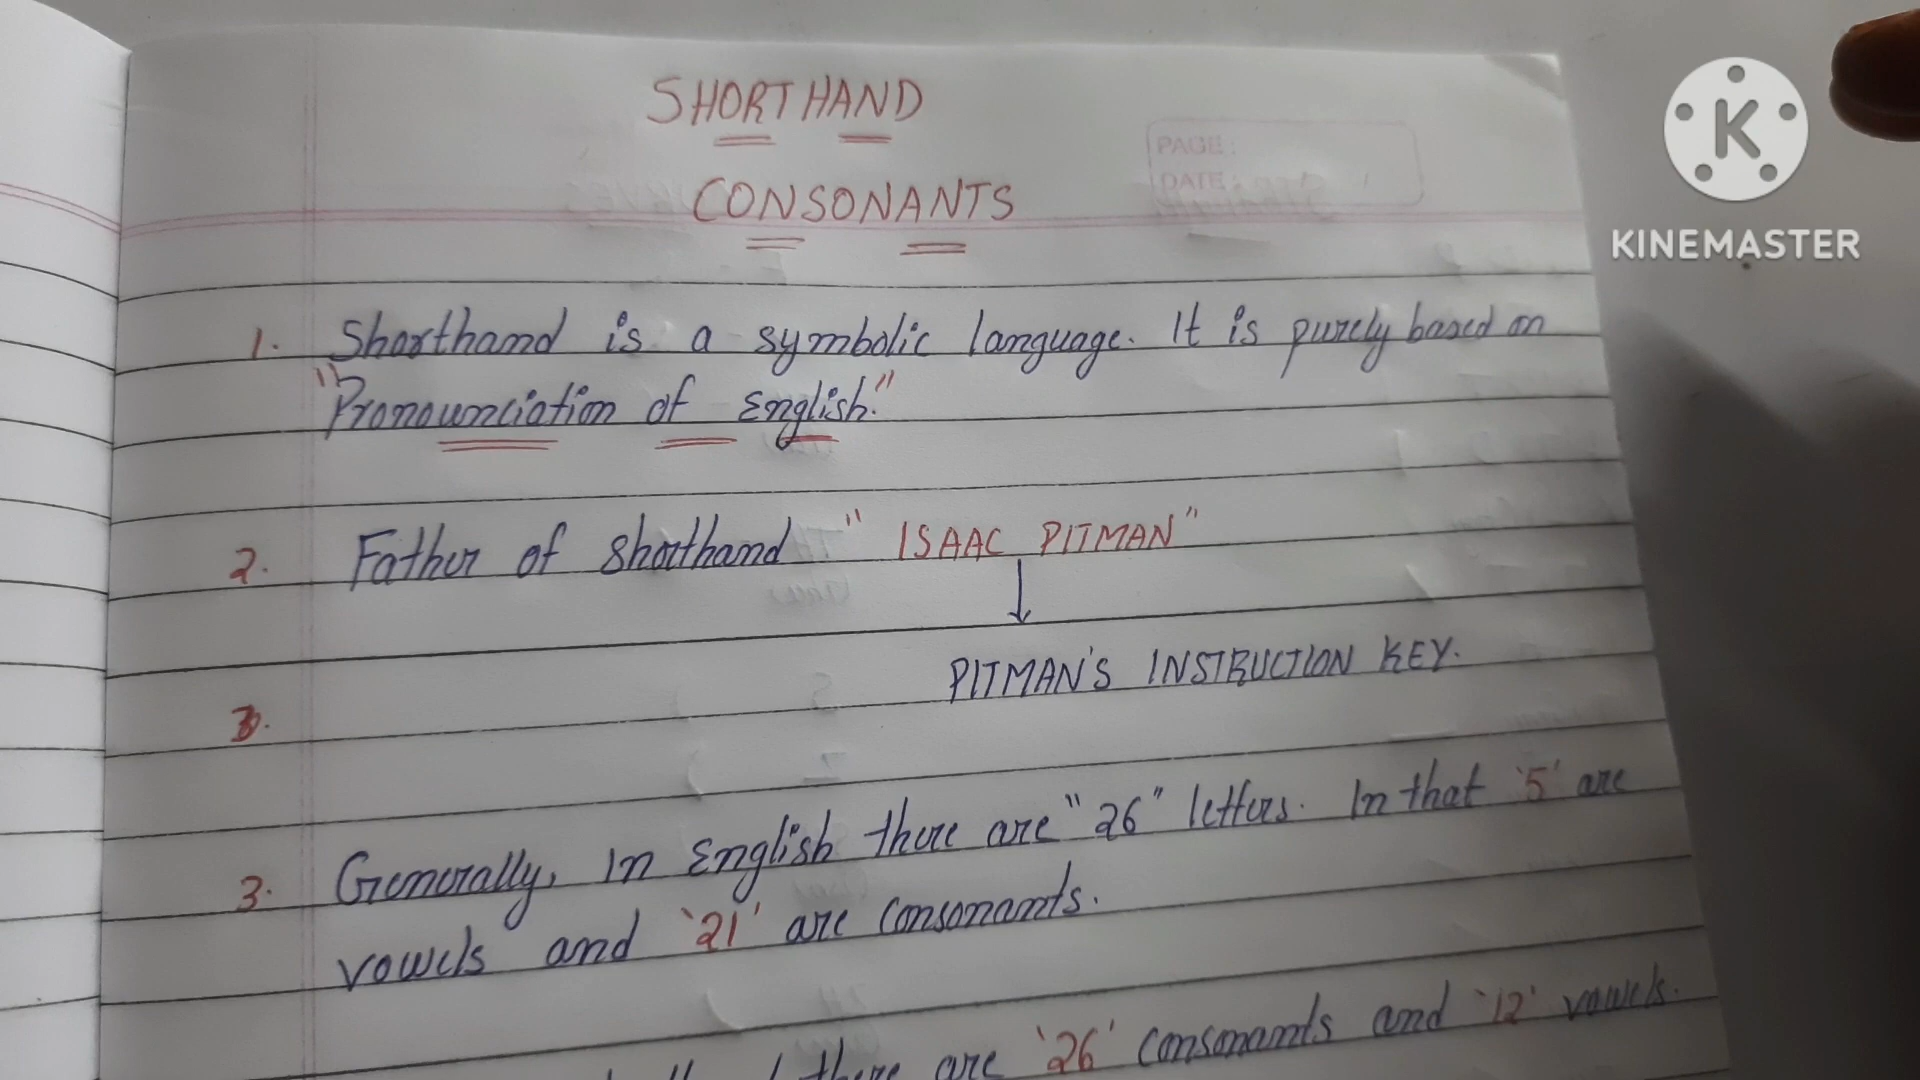 SHORTHAND
PAGE:
DATE:
CONSONANTS
KINEMASTER
1. Shorthand is a symbolic language. It is purely based on
"Pronounciation of English."
2. Father of Shorthand "ISAAC PITMAN"
PITMAN'S INSTRUCTION KEY.
3.
3. Generally, in English there are "26" letters. In that '5' are
vowels and '21' are consonants.
there are '26' consonants and '12' vowels.